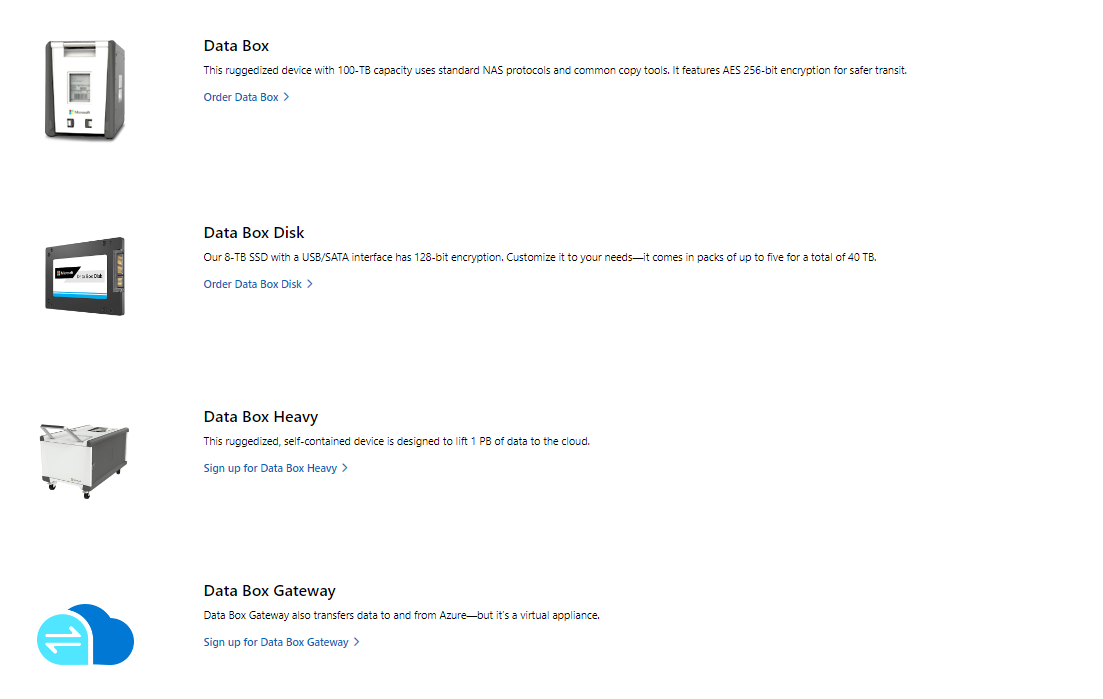 Data Box
This ruggedized device with 100-TB capacity uses standard NAS protocols and common copy tools. It features AES 256-bit encryption for safer transit.
Order Data Box >
Microsoft
Data Box Disk
Our 8-TB SSD with a USB/SATA interface has 128-bit encryption. Customize it to your needs—it comes in packs of up to five for a total of 40 TB.
Microsoft
Data Box Disk
Order Data Box Disk >
Data Box Heavy
This ruggedized, self-contained device is designed to lift 1 PB of data to the cloud.
Sign up for Data Box Heavy >
Data Box Gateway
Data Box Gateway also transfers data to and from Azure—but it's a virtual appliance.
Sign up for Data Box Gateway >